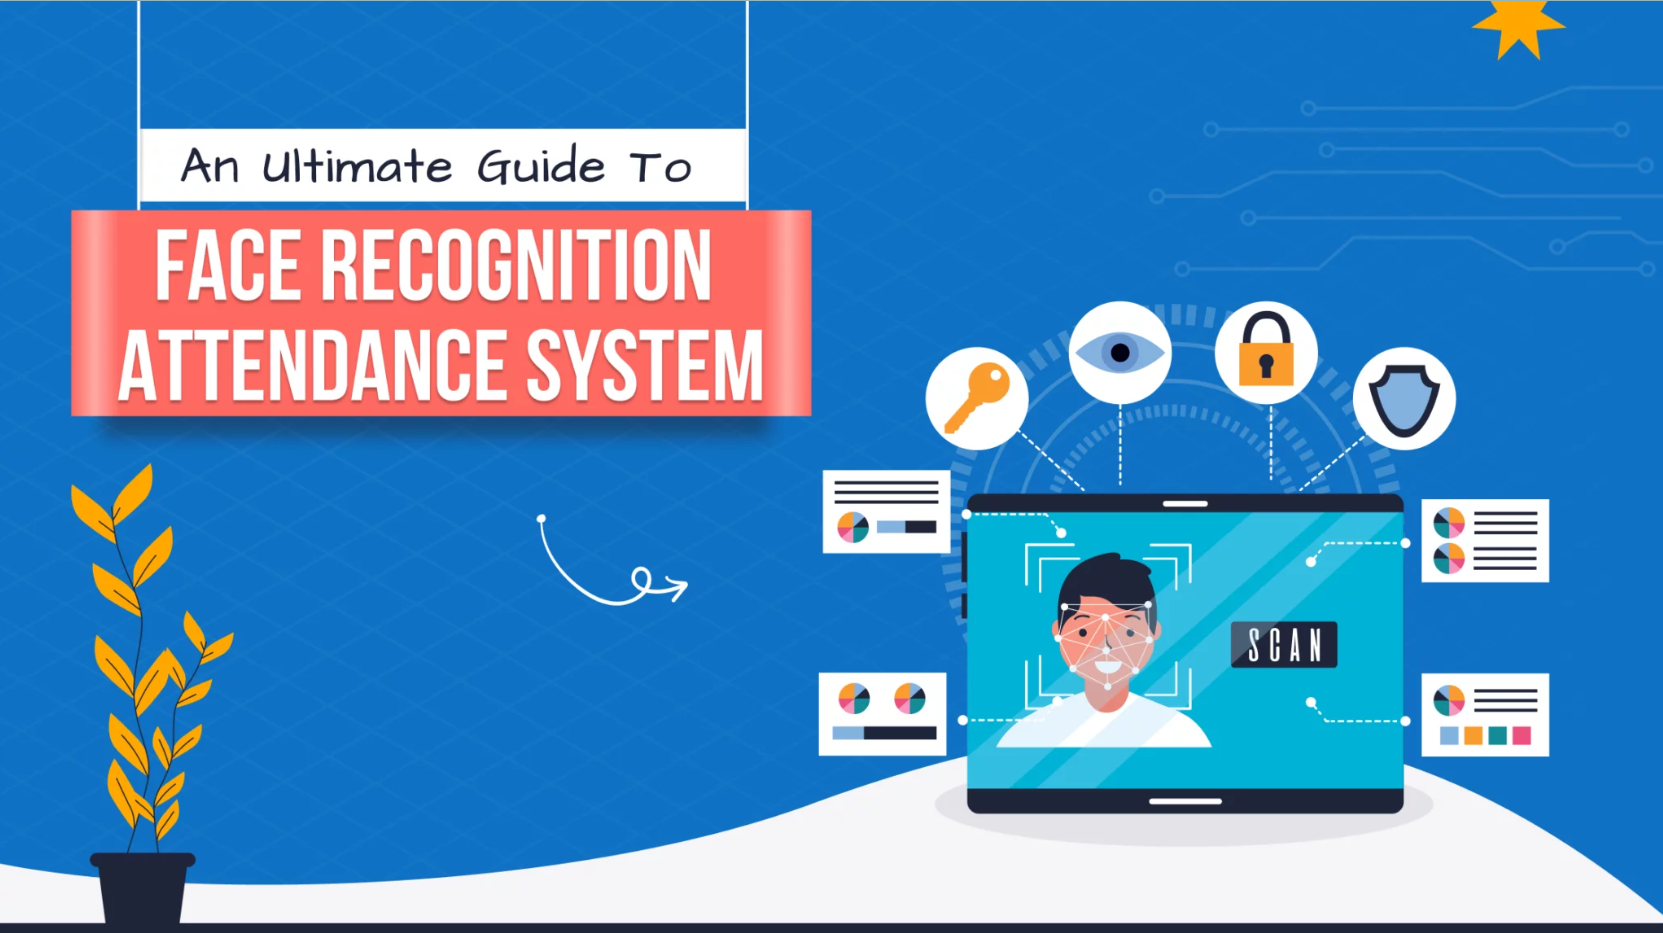 An Ultimate Guide To
FACE RECOGNITION
ATTENDANCE SYSTEM
SCAN